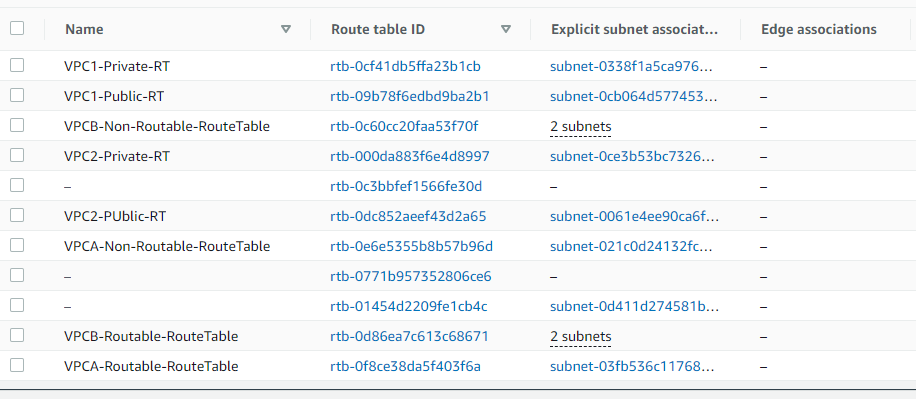 Name Route table ID Explicit subnet associat... Edge associations
VPC1-Private-RT rtb-0cf41db5ffa23b1cb subnet-0338f1a5ca976... –
VPC1-Public-RT rtb-09b78f6edbd9ba2b1 subnet-0cb064d577453... –
VPCB-Non-Routable-RouteTable rtb-0c60cc20faa53f70f 2 subnets –
VPC2-Private-RT rtb-000da883f6e4d8997 subnet-0ce3b53bc7326... –
– rtb-0c3bbfef1566fe30d – –
VPC2-PUblic-RT rtb-0dc852aeef43d2a65 subnet-0061e4ee90ca6f... –
VPCA-Non-Routable-RouteTable rtb-0e6e5355b8b57b96d subnet-021c0d24132fc... –
– rtb-0771b957352806ce6 – –
– rtb-01454d2209fe1cb4c subnet-0d411d274581b... –
VPCB-Routable-RouteTable rtb-0d86ea7c613c68671 2 subnets –
VPCA-Routable-RouteTable rtb-0f8ce38da5f403f6a subnet-03fb536c11768... –